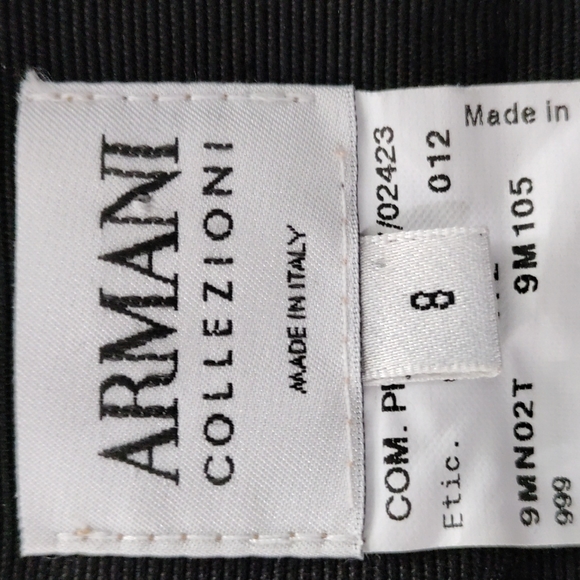 ARMANI
COLLEZIONI
MADE IN ITALY
8
Made in
COM. /02423
Etic. 012
9MN02T 9M105
999